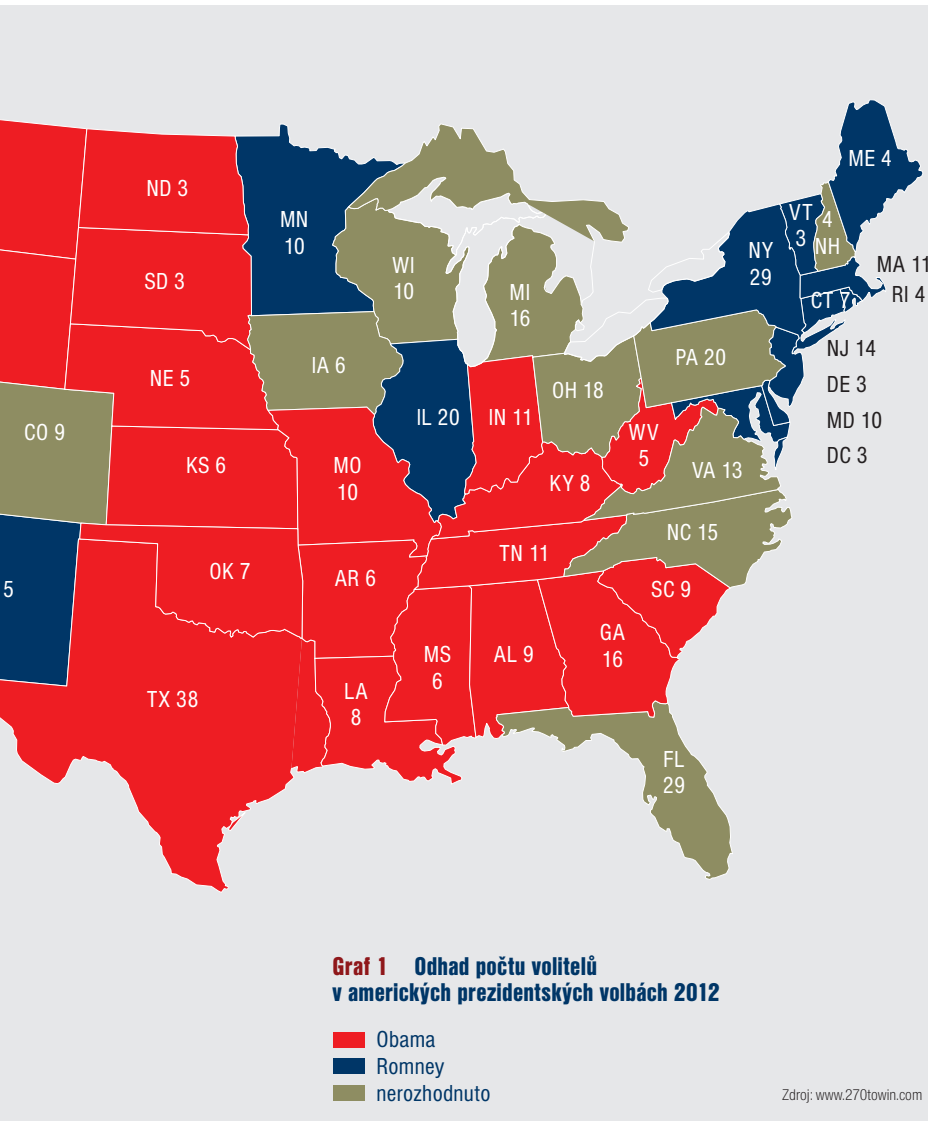 ME 4
ND 3
VT
3
4
NH
MN
10
NY
29
WI
10
MA 11
SD 3
MI
16
RI 4
CT 7
NJ 14
PA 20
IA 6
NE 5
OH 18
DE 3
IL 20
IN 11
MD 10
CO 9
WV
5
DC 3
KS 6
MO
10
VA 13
KY 8
NC 15
TN 11
OK 7
AR 6
5
SC 9
GA
16
MS
6
AL 9
TX 38
LA
8
FL
29
Graf 1 Odhad počtu volitelů
v amerických prezidentských volbách 2012
Obama
Romney
nerozhodnuto
Zdroj: www.270towin.com